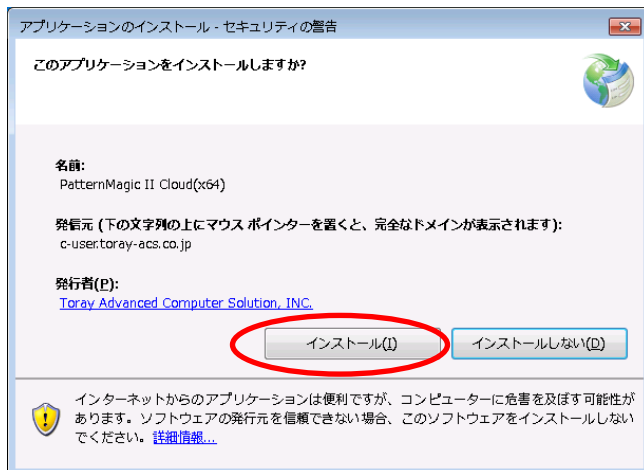 アプリケーションのインストール - セキュリティの警告
このアプリケーションをインストールしますか?
名前:
PatternMagic II Cloud(x64)
発信元 (下の文字列の上にマウス ポインターを置くと、完全なドメインが表示されます):
c-user.toray-acs.co.jp
発行者(P):
Toray Advanced Computer Solution, INC.
インストール(I) インストールしない(D)
インターネットからのアプリケーションは便利ですが、コンピューターに危害を及ぼす可能性が
あります。ソフトウェアの発行元を信頼できない場合、このソフトウェアをインストールしない
でください。詳細情報...